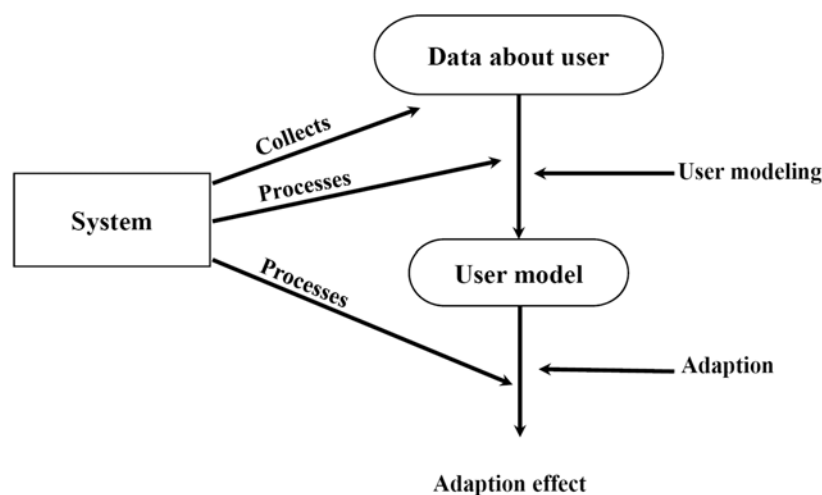 Data about user
Collects
Processes
User modeling
System
User model
Processes
Adaption
Adaption effect